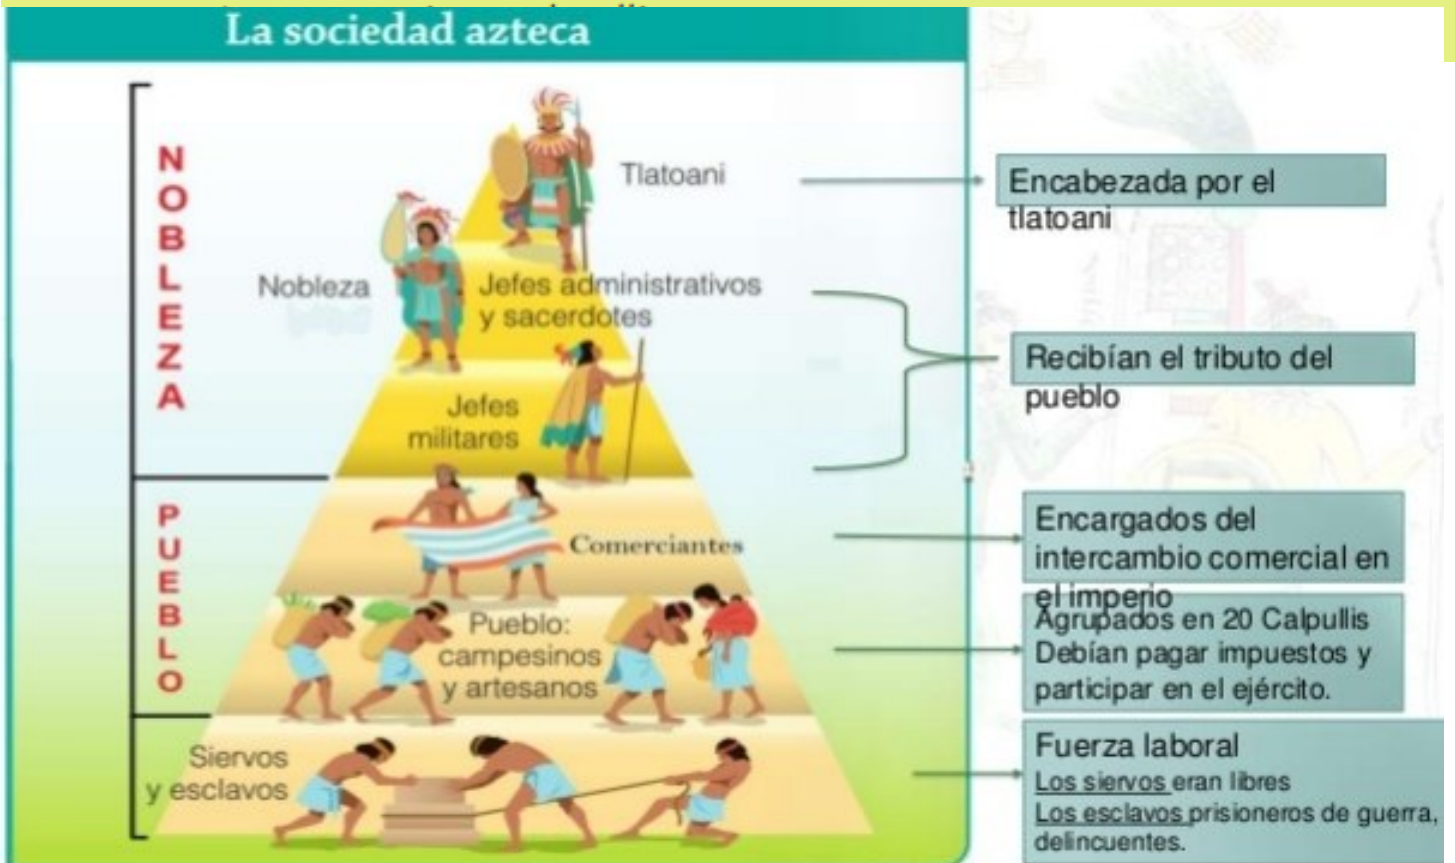 La sociedad azteca
NOBLEZA
Tlatoani
Encabezada por el
tlatoani
Nobleza
Jefes administrativos
y sacerdotes
Recibían el tributo del
pueblo
Jefes
militares
PUEBLO
Comerciantes
Encargados del
intercambio comercial en
el imperio
Pueblo:
campesinos
y artesanos
Agrupados en 20 Calpullis
Debían pagar impuestos y
participar en el ejército.
Siervos
y esclavos
Fuerza laboral
Los siervos eran libres
Los esclavos prisioneros de guerra,
delincuentes.